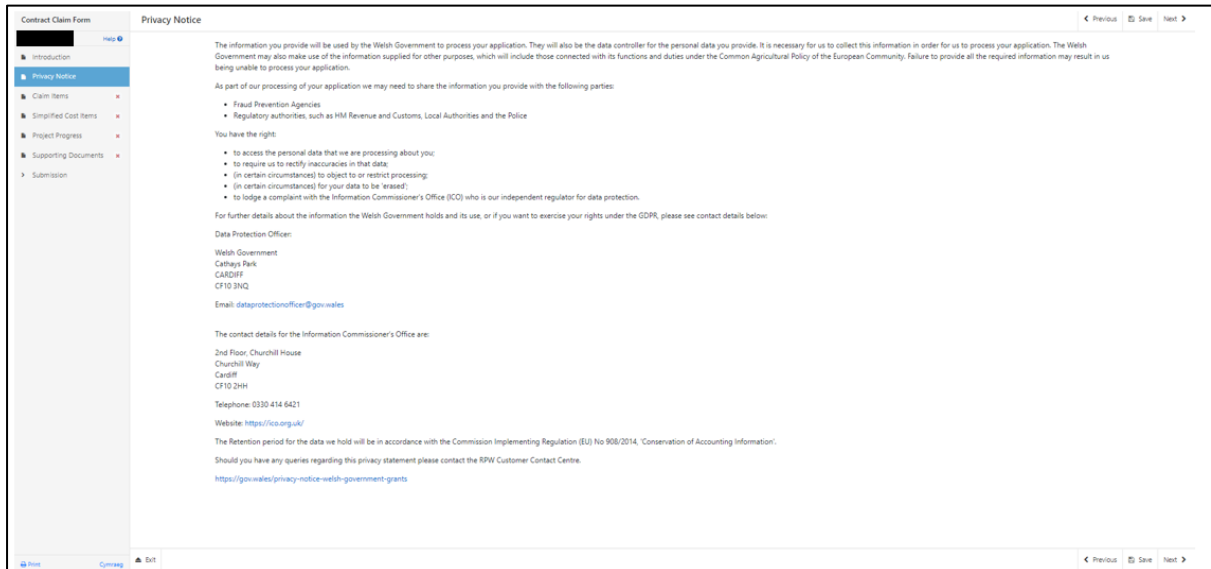 Contract Claim Form
Help
Introduction
Privacy Notice
Claim Items
Simplified Cost Items
Project Progress
Supporting Documents
Submission
Print
Cymraeg
Privacy Notice
Previous
Save
Next
The information you provide will be used by the Welsh Government to process your application. They will also be the data controller for the personal data you provide. It is necessary for us to collect this information in order for us to process your application. The Welsh
Government may also make use of the information supplied for other purposes, which will include those connected with its functions and duties under the Common Agricultural Policy of the European Community. Failure to provide all the required information may result in us
being unable to process your application.
As part of our processing of your application we may need to share the information you provide with the following parties:
• Fraud Prevention Agencies
• Regulatory authorities, such as HM Revenue and Customs, Local Authorities and the Police
You have the right:
• to access the personal data that we are processing about you;
• to require us to rectify inaccuracies in that data;
• (in certain circumstances) to object to or restrict processing;
• (in certain circumstances) for your data to be 'erased';
• to lodge a complaint with the Information Commissioner's Office (ICO) who is our independent regulator for data protection.
For further details about the information the Welsh Government holds and its use, or if you want to exercise your rights under the GDPR, please see contact details below:
Data Protection Officer:
Welsh Government
Cathays Park
CARDIFF
CF10 3NQ
Email: dataprotectionofficer@gov.wales
The contact details for the Information Commissioner's Office are:
2nd Floor, Churchill House
Churchill Way
Cardiff
CF10 2HH
Telephone: 0330 414 6421
Website: https://ico.org.uk/
The Retention period for the data we hold will be in accordance with the Commission Implementing Regulation (EU) No 908/2014, 'Conservation of Accounting Information'.
Should you have any queries regarding this privacy statement please contact the RPW Customer Contact Centre.
https://gov.wales/privacy-notice-welsh-government-grants
Exit
Previous
Save
Next